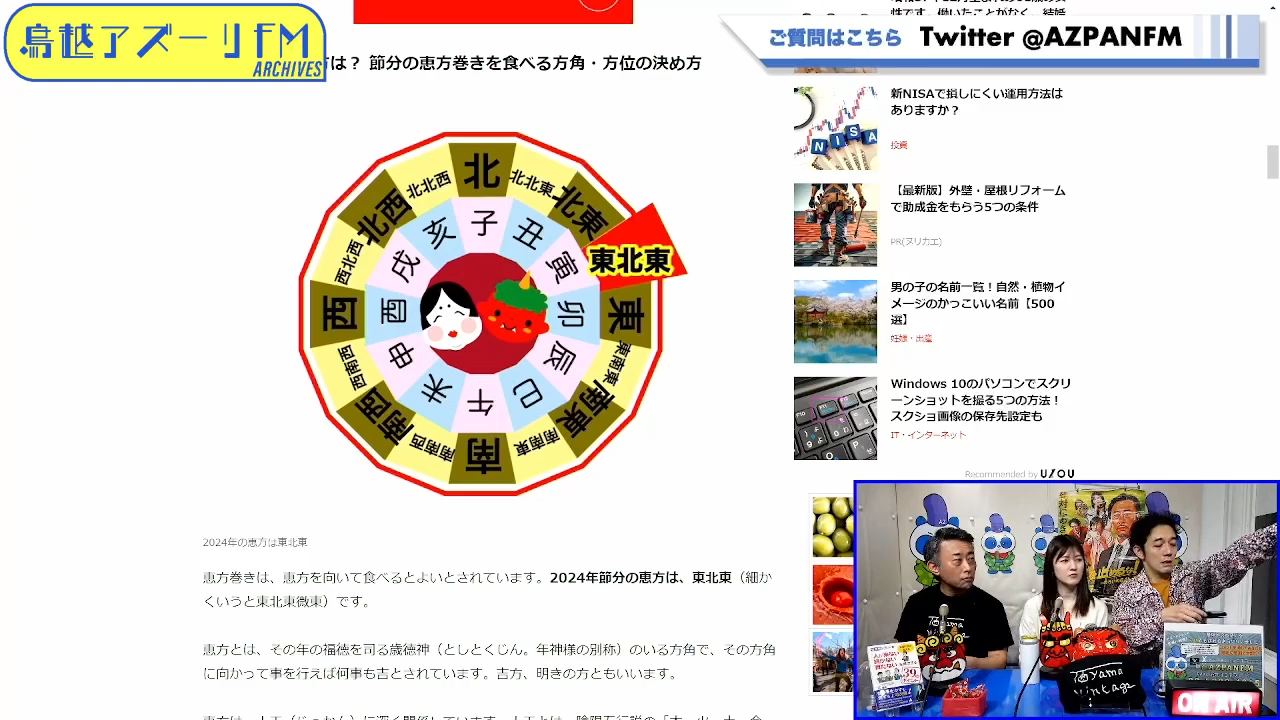 鳥越アズーリFM
ARCHIVES
は？ 節分の恵方巻きを食べる方角・方位の決め方
ご質問はこちら Twitter @AZPANFM
新NISAで損しにくい運用方法は
ありますか？
NISA
投資
【最新版】外壁・屋根リフォーム
で助成金をもらう5つの条件
PR(ヌリカエ)
男の子の名前一覧！自然・植物イ
メージのかっこいい名前【500
選】
妊娠・出産
Windows 10のパソコンでスクリ
ーンショットを撮る5つの方法！
スクショ画像の保存先設定も
IT・インターネット
Recommended by UZOU
北
北北東
北東
東北東
東
東南東
南東
南南東
南
南南西
南西
西南西
西
西北西
北西
北北西
子
丑
寅
卯
辰
巳
午
未
申
酉
戌
亥
2024年の恵方は東北東
恵方巻きは、恵方を向いて食べるとよいとされています。2024年節分の恵方は、東北東（細か
くいうと東北東微東）です。
恵方とは、その年の福徳を司る歳徳神（としとくじん。年神様の別称）のいる方角で、その方角
に向かって事を行えば何事も吉とされています。吉方、明きの方ともいいます。
西yama
vintage
@AZPANFM
ON AIR